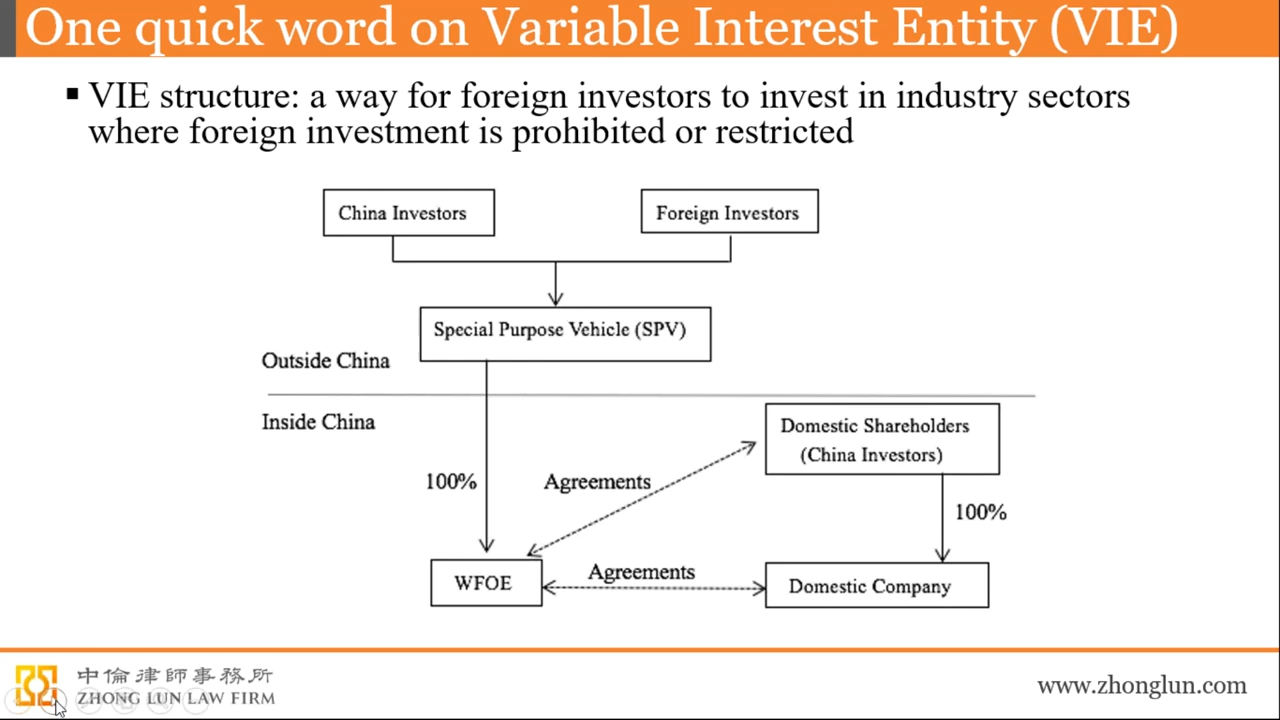 One quick word on Variable Interest Entity (VIE)
▪ VIE structure: a way for foreign investors to invest in industry sectors
where foreign investment is prohibited or restricted
China Investors
Foreign Investors
Special Purpose Vehicle (SPV)
Outside China
Inside China
Domestic Shareholders
(China Investors)
100%
Agreements
100%
WFOE
Agreements
Domestic Company
中倫律師事務所
ZHONG LUN LAW FIRM
www.zhonglun.com